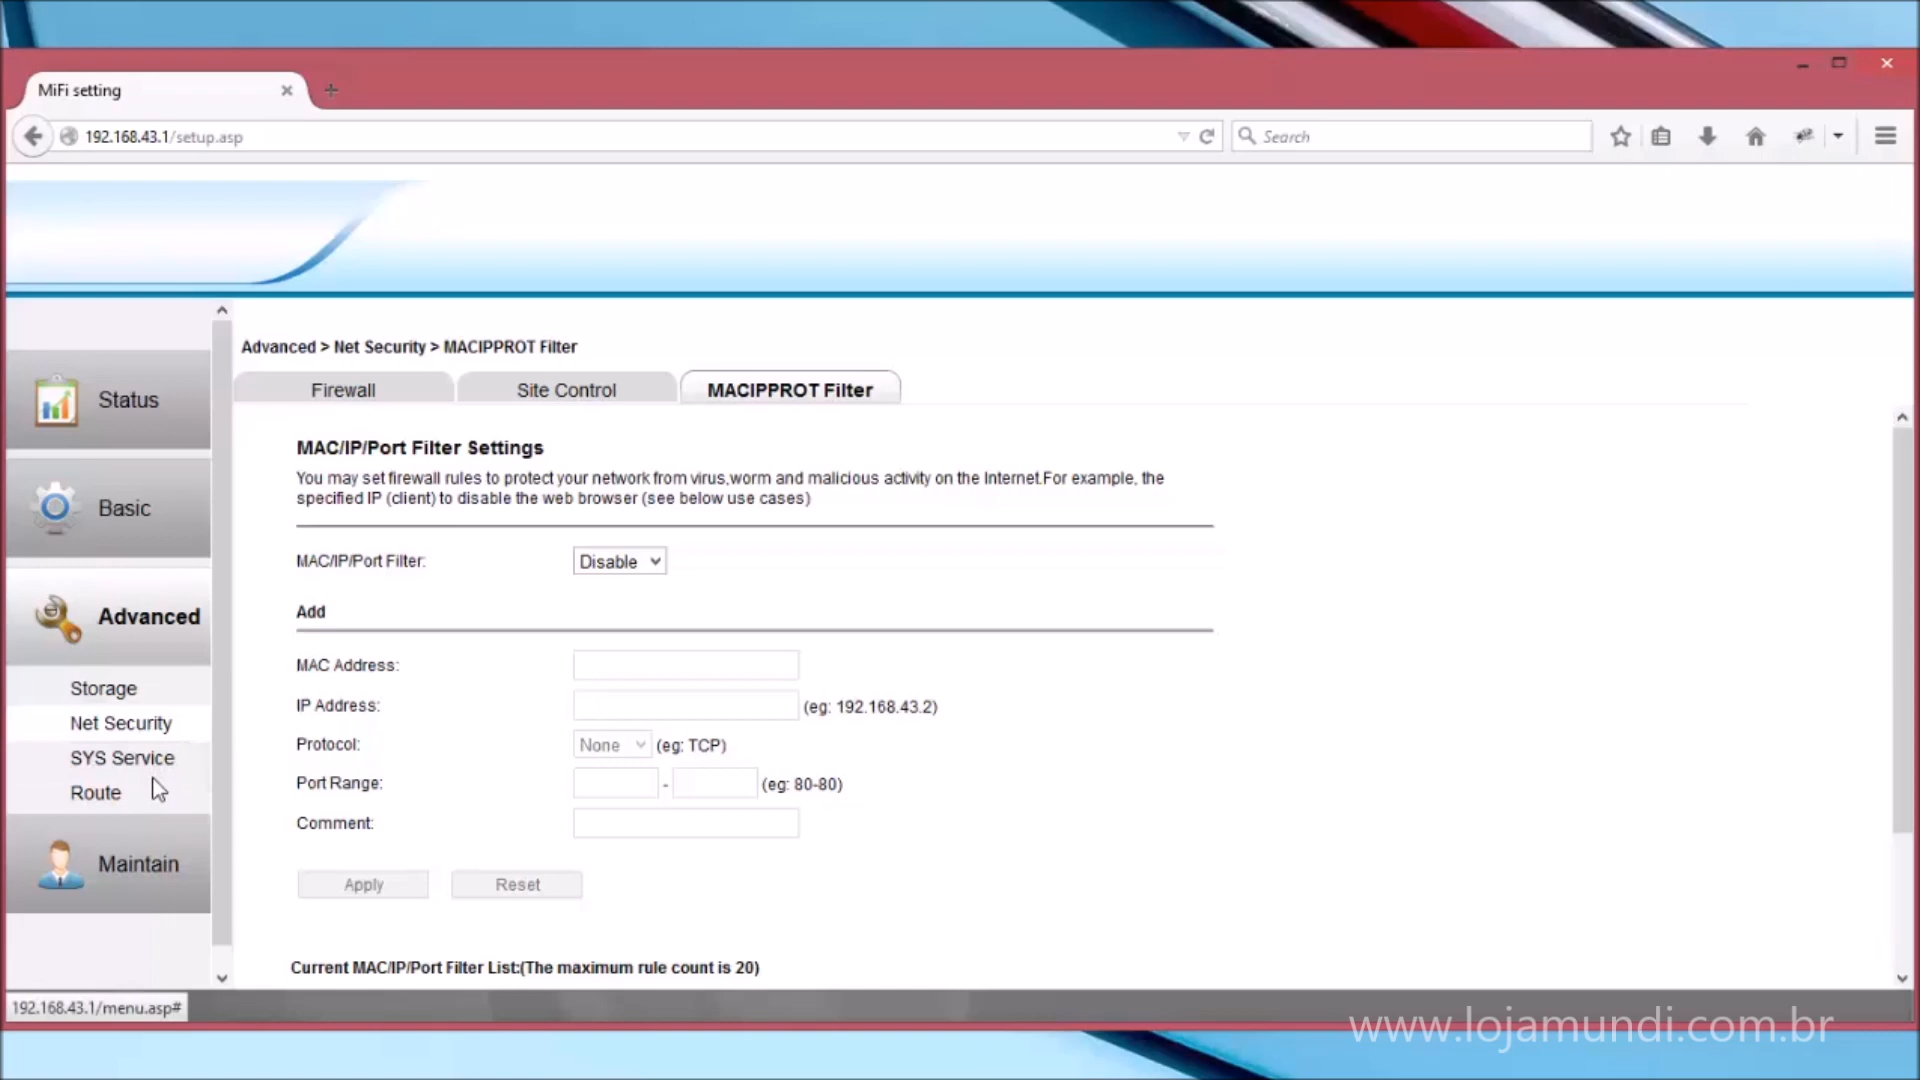 MiFi setting
192.168.43.1/setup.asp
Search
Status
Basic
Advanced
Storage
Net Security
SYS Service
Route
Maintain
Advanced > Net Security > MACIPPROT Filter
Firewall
Site Control
MACIPPROT Filter
MAC/IP/Port Filter Settings
You may set firewall rules to protect your network from virus,worm and malicious activity on the Internet.For example, the
specified IP (client) to disable the web browser (see below use cases)
MAC/IP/Port Filter: Disable
Add
MAC Address:
IP Address: (eg: 192.168.43.2)
Protocol: None (eg: TCP)
Port Range: - (eg: 80-80)
Comment:
Apply Reset
Current MAC/IP/Port Filter List:(The maximum rule count is 20)
192.168.43.1/menu.asp#
www.lojamundi.com.br